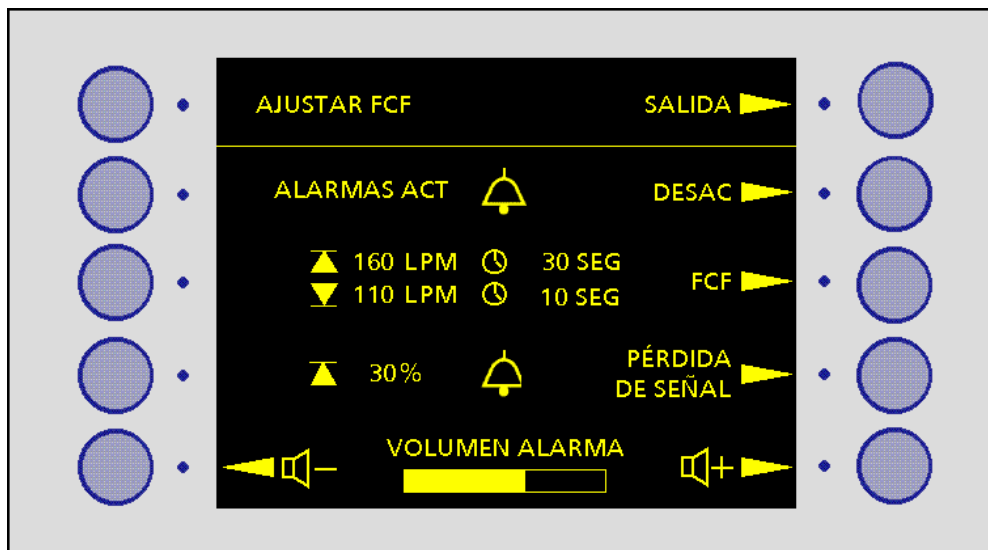 AJUSTAR FCF SALIDA
ALARMAS ACT DESAC
160 LPM 30 SEG
110 LPM 10 SEG
FCF
30%
PÉRDIDA
DE SEÑAL
VOLUMEN ALARMA
- +